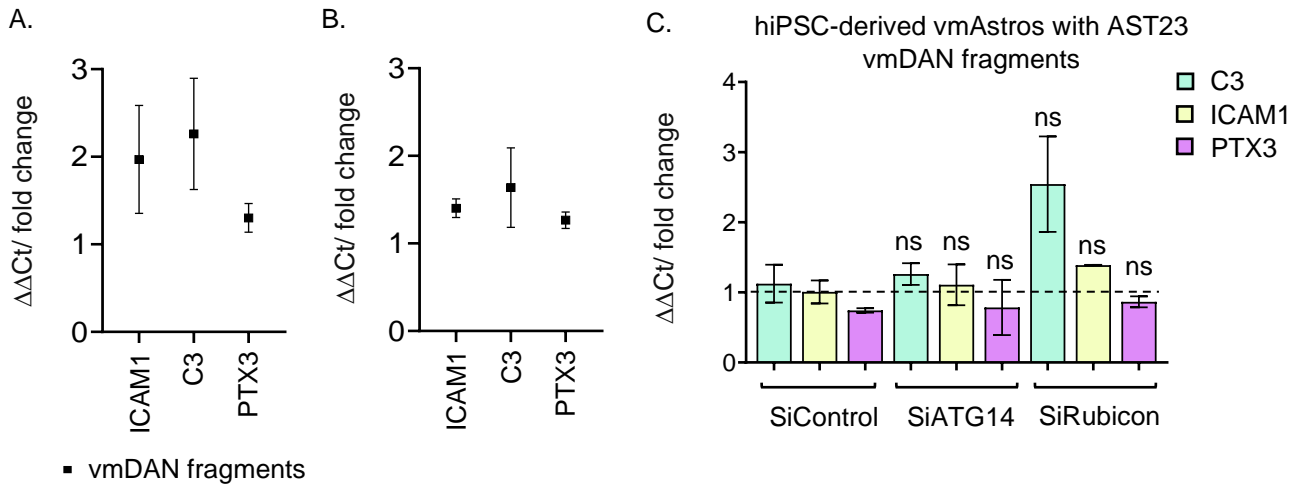 A.
3
2
1
0
ΔΔCt/ fold change
ICAM1
C3
PTX3
▪ vmDAN fragments
B.
3
2
1
0
ΔΔCt/ fold change
ICAM1
C3
PTX3
C.
hiPSC-derived vmAstros with AST23
vmDAN fragments
4
3
2
1
0
ΔΔCt/ fold change
ns
ns
ns
ns
ns
ns
SiControl
SiATG14
SiRubicon
C3
ICAM1
PTX3